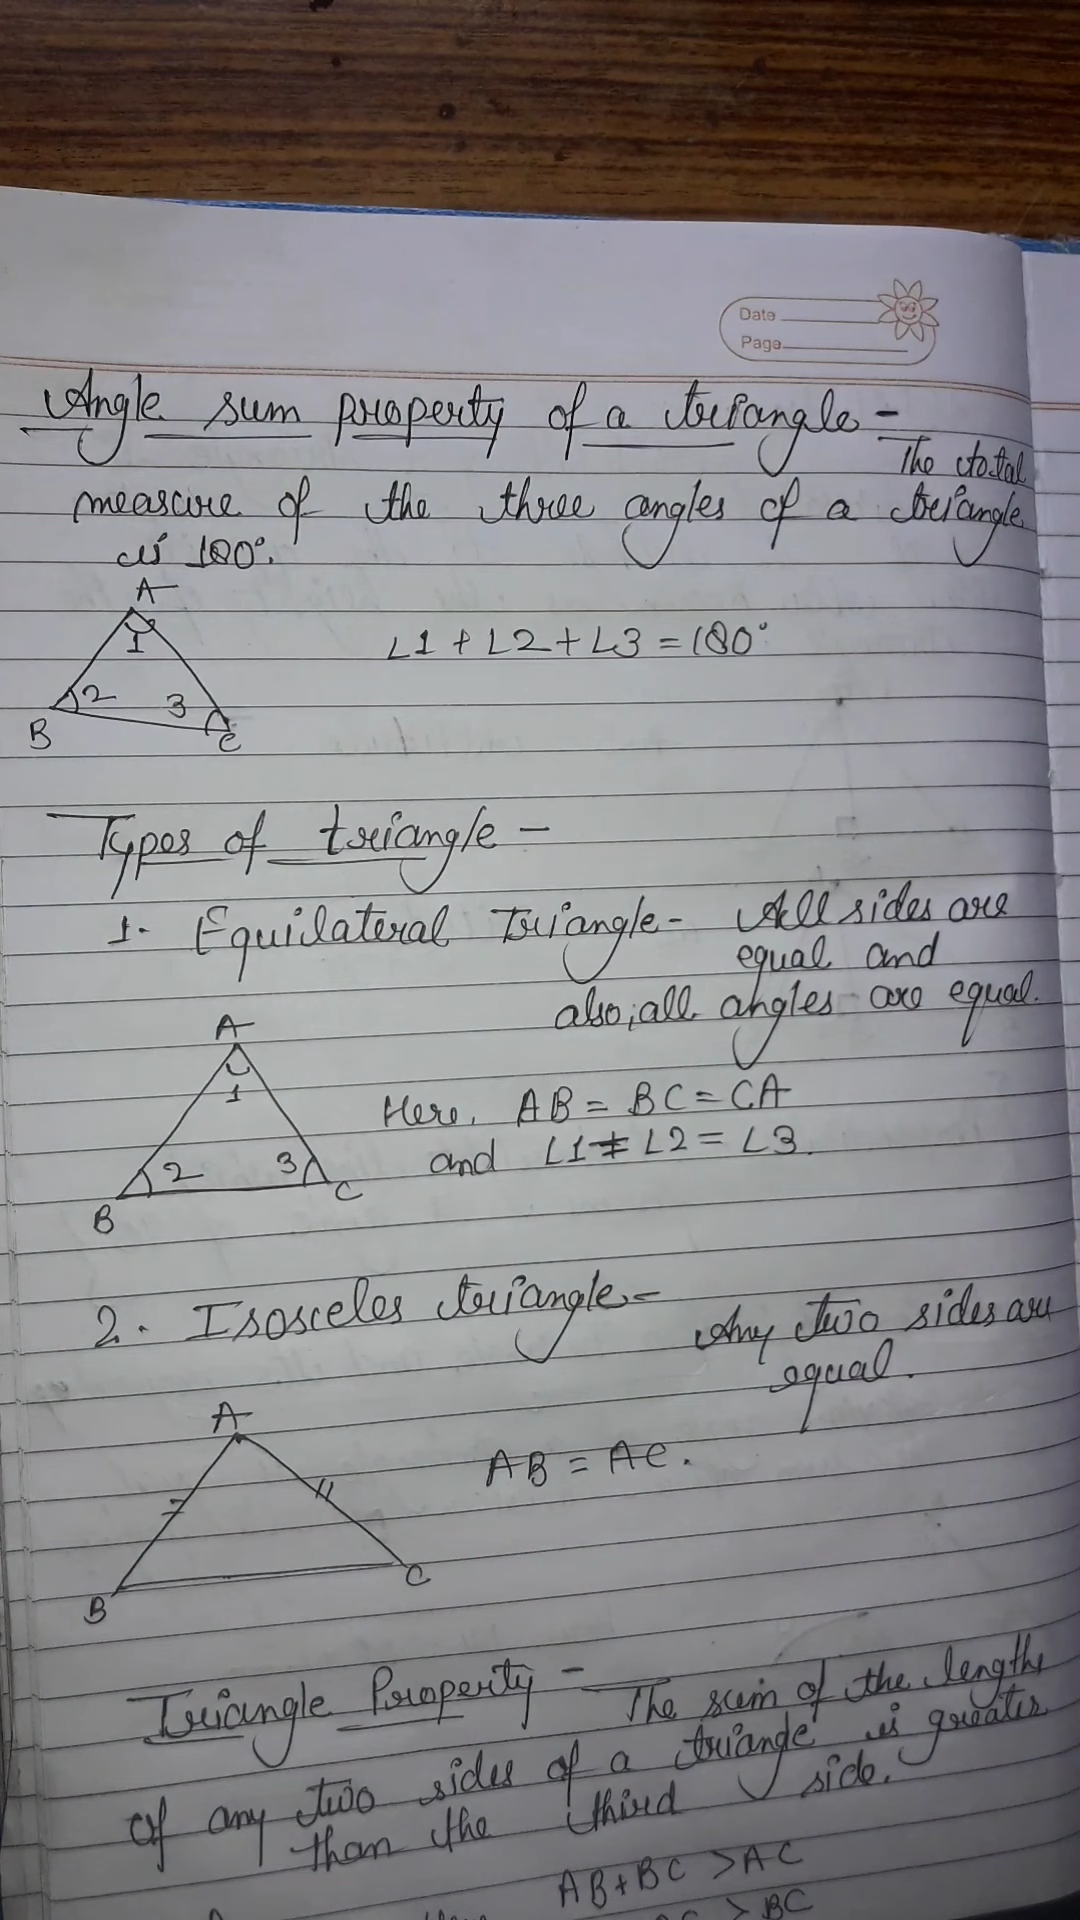 Date
Page
Angle sum property of a triangle -
The total
measure of the three angles of a triangle
is 180°.
A
1
2 3
B C
∠1 + ∠2 + ∠3 = 180°
Types of triangle -
1. Equilateral Triangle - All sides are
equal and
also, all angles are equal.
A
1
2 3
B C
Here, AB = BC = CA
and ∠1 = ∠2 = ∠3.
2. Isosceles triangle -
Any two sides are
equal.
A
B C
AB = AC.
Triangle Property - The sum of the lengths
of any two sides of a triangle is greater
than the third side.
AB + BC > AC
> BC